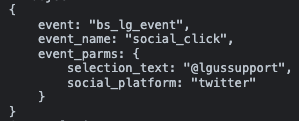 {
event: "bs_lg_event",
event_name: "social_click",
event_parms: {
selection_text: "@lgussupport",
social_platform: "twitter"
}
}